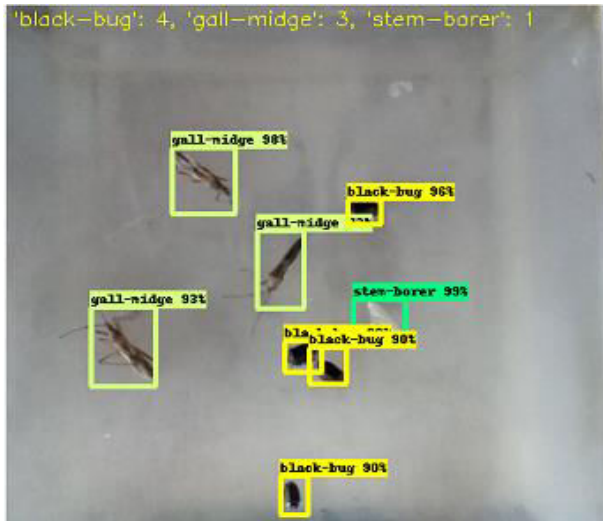 'black-bug': 4, 'gall-midge': 3, 'stem-borer': 1
gall-midge 98%
black-bug 96%
gall-midge
stem-borer 99%
gall-midge 93%
black-bug 90%
black-bug 90%